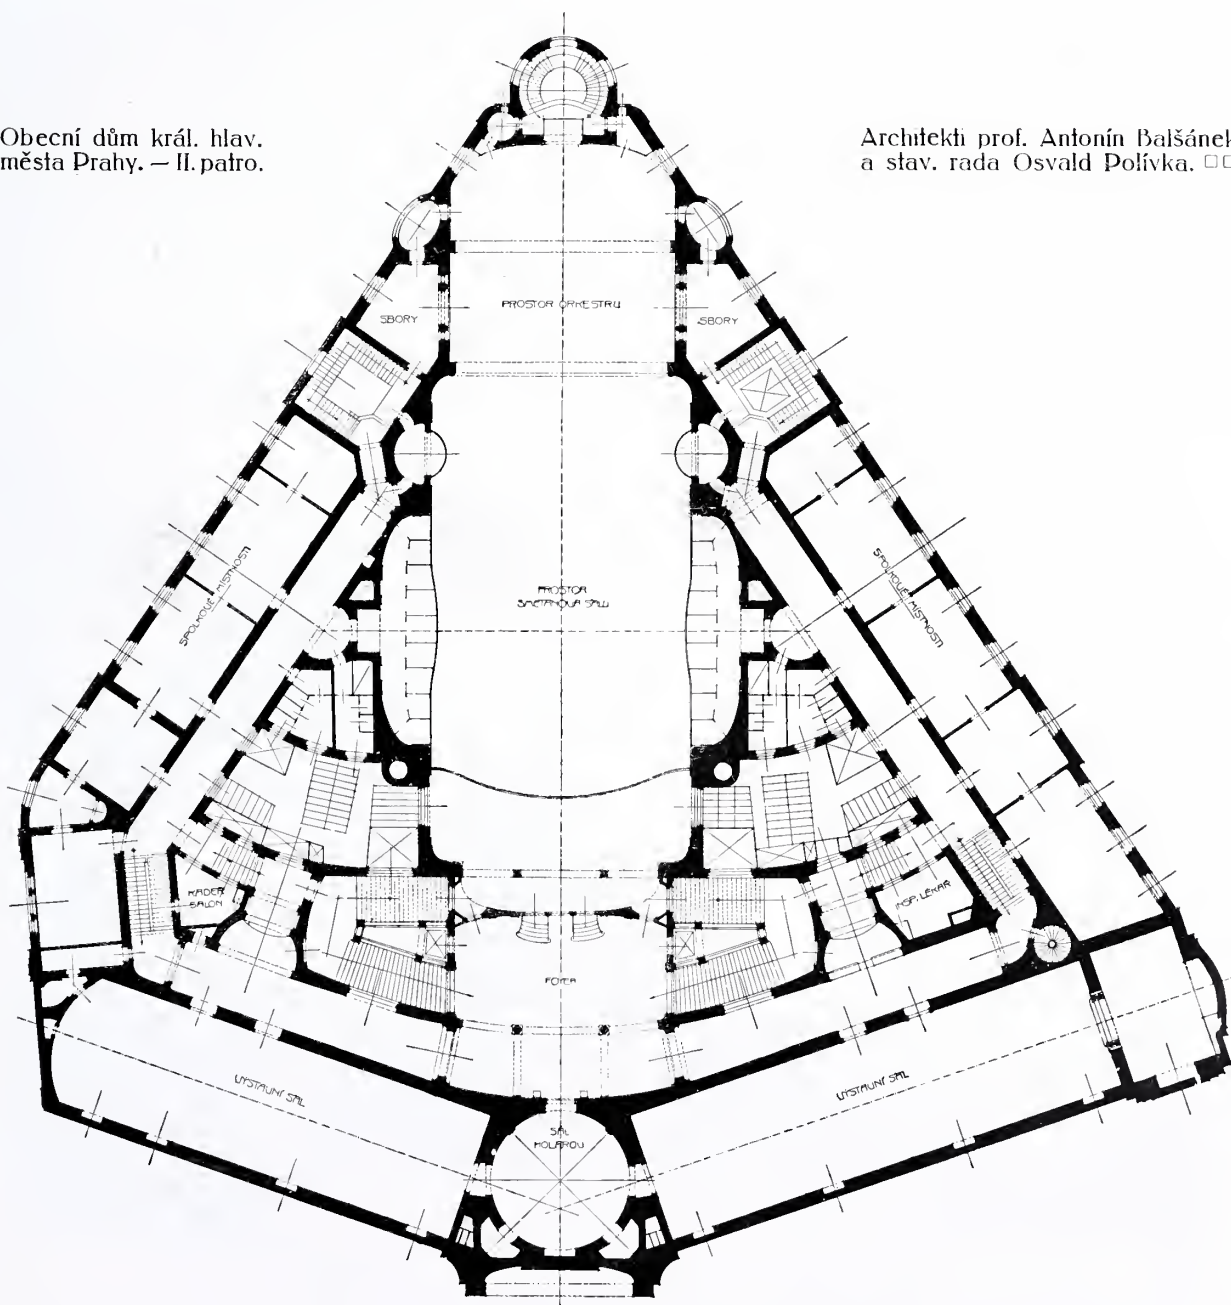 Obecní dům král. hlav.
města Prahy. — II. patro.
Architekti prof. Antonín Balšánek
a stav. rada Osvald Polívka. □□
PROSTOR ORKESTRU
SBORY
SBORY
SPOLKOVÉ MÍSTNOSTI
PROSTOR
SMETANOVA SÁLU
SPOLKOVÉ MÍSTNOSTI
KADEŘ.
SALON
INSP. LÉKAŘ
FOYER
VÝSTAVNÍ SÁL
VÝSTAVNÍ SÁL
SÁL
HOLAROV